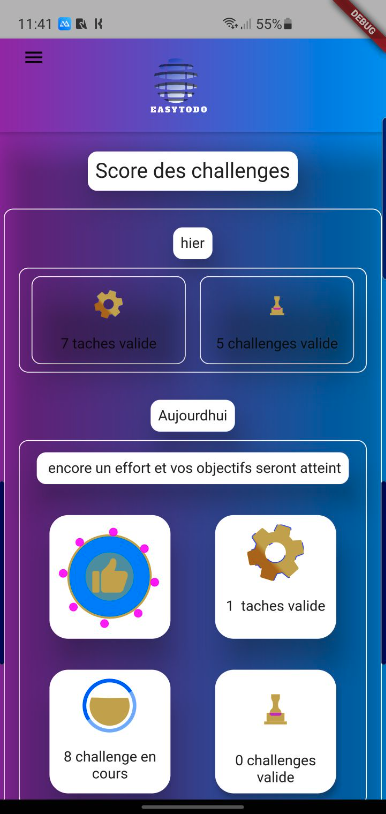 11:41
55%
DEBUG
EASYTODO
Score des challenges
hier
7 taches valide
5 challenges valide
Aujourdhui
encore un effort et vos objectifs seront atteint
1 taches valide
8 challenge en
cours
0 challenges
valide